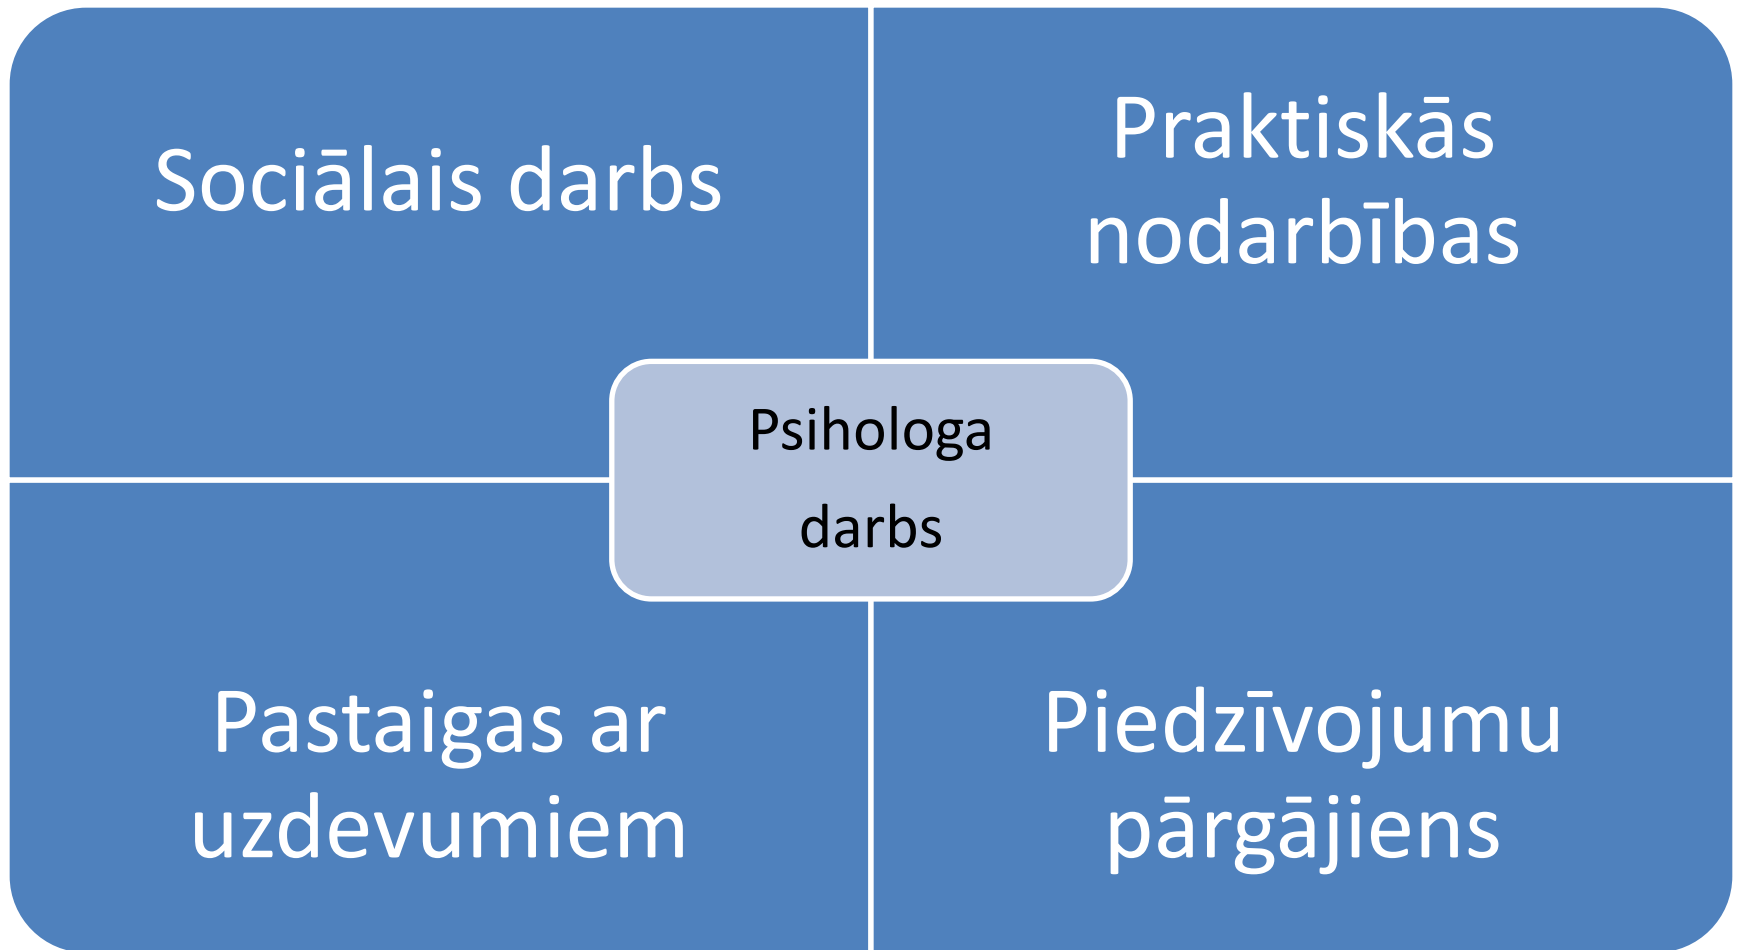 Sociālais darbs
Praktiskās
nodarbības
Psihologa
darbs
Pastaigas ar
uzdevumiem
Piedzīvojumu
pārgājiens